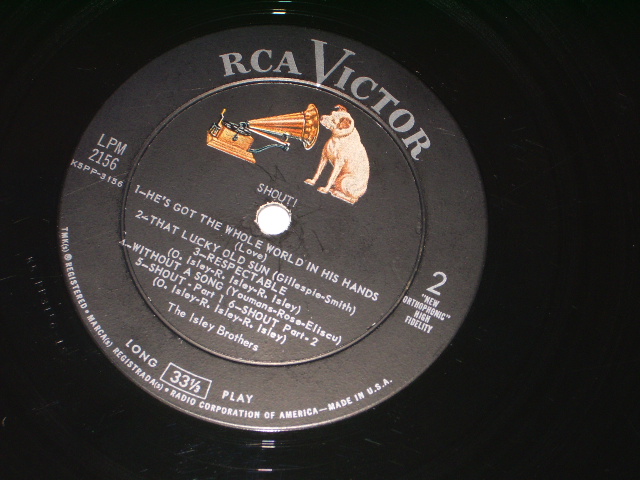 RCA VICTOR
LPM
2156
K5PP-3156
SHOUT!
1-HE'S GOT THE WHOLE WORLD IN HIS HANDS
(Love)
2-THAT LUCKY OLD SUN (Gillespie-Smith)
3-RESPECTABLE
(O. Isley-R. Isley-R. Isley)
4-WITHOUT A SONG (Youmans-Rose-Eliscu)
5-SHOUT - Part 1 6-SHOUT Part-2
(O. Isley-R. Isley-R. Isley)
The Isley Brothers
2
"NEW
ORTHOPHONIC"
HIGH
FIDELITY
LONG 33⅓ PLAY
TMK(s) ® REGISTERED • MARCA(s) REGISTRADA(s) • RADIO CORPORATION OF AMERICA—MADE IN U.S.A.